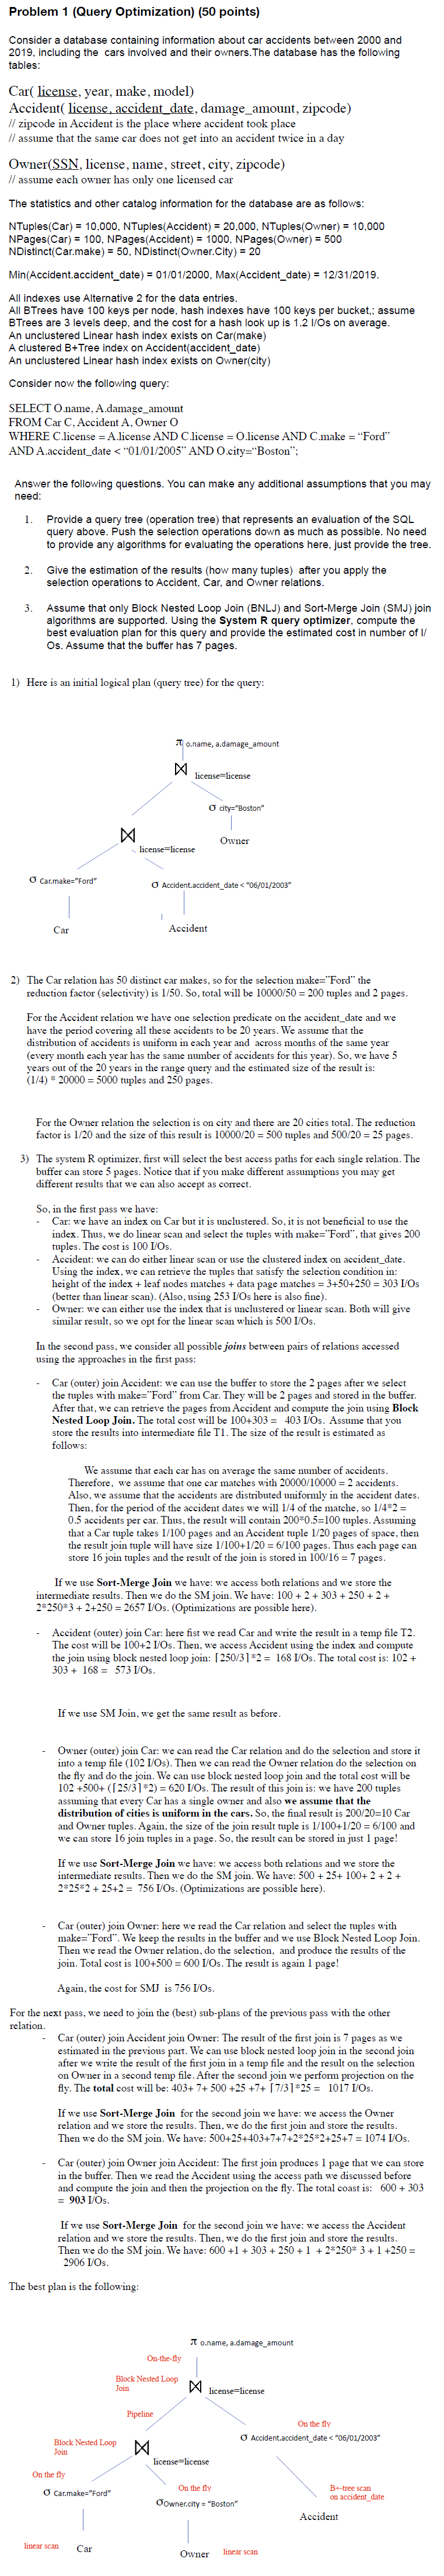 Problem 1 (Query Optimization) (50 points)
Consider a database containing information about car accidents between 2000 and
2019, including the cars involved and their owners.The database has the following
tables:
Car( license, year, make, model)
Accident( license, accident_date, damage_amount, zipcode)
// zipcode in Accident is the place where accident took place
// assume that the same car does not get into an accident twice in a day
Owner(SSN, license, name, street, city, zipcode)
// assume each owner has only one licensed car
The statistics and other catalog information for the database are as follows:
NTuples(Car) = 10,000, NTuples(Accident) = 20,000, NTuples(Owner) = 10,000
NPages(Car) = 100, NPages(Accident) = 1000, NPages(Owner) = 500
NDistinct(Car.make) = 50, NDistinct(Owner.City) = 20
Min(Accident.accident_date) = 01/01/2000, Max(Accident_date) = 12/31/2019.
All indexes use Alternative 2 for the data entries.
All BTrees have 100 keys per node, hash indexes have 100 keys per bucket,; assume
BTrees are 3 levels deep, and the cost for a hash look up is 1.2 I/Os on average.
An unclustered Linear hash index exists on Car(make)
A clustered B+Tree index on Accident(accident_date)
An unclustered Linear hash index exists on Owner(city)
Consider now the following query:
SELECT O.name, A.damage_amount
FROM Car C, Accident A, Owner O
WHERE C.license = A.license AND C.license = O.license AND C.make = “Ford”
AND A.accident_date < “01/01/2005” AND O.city=“Boston”;
Answer the following questions. You can make any additional assumptions that you may
need:
1. Provide a query tree (operation tree) that represents an evaluation of the SQL
query above. Push the selection operations down as much as possible. No need
to provide any algorithms for evaluating the operations here, just provide the tree.
2. Give the estimation of the results (how many tuples) after you apply the
selection operations to Accident, Car, and Owner relations.
3. Assume that only Block Nested Loop Join (BNLJ) and Sort-Merge Join (SMJ) join
algorithms are supported. Using the System R query optimizer, compute the
best evaluation plan for this query and provide the estimated cost in number of I/
Os. Assume that the buffer has 7 pages.
1) Here is an initial logical plan (query tree) for the query:
π o.name, a.damage_amount
⋈ license=license
σ city=“Boston”
Owner
⋈ license=license
σ Car.make=“Ford”
σ Accident.accident_date < “06/01/2003”
Car
Accident
2) The Car relation has 50 distinct car makes, so for the selection make=”Ford” the
reduction factor (selectivity) is 1/50. So, total will be 10000/50 = 200 tuples and 2 pages.
For the Accident relation we have one selection predicate on the accident_date and we
have the period covering all these accidents to be 20 years. We assume that the
distribution of accidents is uniform in each year and across months of the same year
(every month each year has the same number of accidents for this year). So, we have 5
years out of the 20 years in the range query and the estimated size of the result is:
(1/4) * 20000 = 5000 tuples and 250 pages.
For the Owner relation the selection is on city and there are 20 cities total. The reduction
factor is 1/20 and the size of this result is 10000/20 = 500 tuples and 500/20 = 25 pages.
3) The system R optimizer, first will select the best access paths for each single relation. The
buffer can store 5 pages. Notice that if you make different assumptions you may get
different results that we can also accept as correct.
So, in the first pass we have:
- Car: we have an index on Car but it is unclustered. So, it is not beneficial to use the
index. Thus, we do linear scan and select the tuples with make=”Ford”, that gives 200
tuples. The cost is 100 I/Os.
- Accident: we can do either linear scan or use the clustered index on accident_date.
Using the index, we can retrieve the tuples that satisfy the selection condition in:
height of the index + leaf nodes matches + data page matches = 3+50+250 = 303 I/Os
(better than linear scan). (Also, using 253 I/Os here is also fine).
- Owner: we can either use the index that is unclustered or linear scan. Both will give
similar result, so we opt for the linear scan which is 500 I/Os.
In the second pass, we consider all possible joins between pairs of relations accessed
using the approaches in the first pass:
- Car (outer) join Accident: we can use the buffer to store the 2 pages after we select
the tuples with make=”Ford” from Car. They will be 2 pages and stored in the buffer.
After that, we can retrieve the pages from Accident and compute the join using Block
Nested Loop Join. The total cost will be 100+303 = 403 I/Os. Assume that you
store the results into intermediate file T1. The size of the result is estimated as
follows:
We assume that each car has on average the same number of accidents.
Therefore, we assume that one car matches with 20000/10000 = 2 accidents.
Also, we assume that the accidents are distributed uniformly in the accident dates.
Then, for the period of the accident dates we will 1/4 of the matche, so 1/4*2 =
0.5 accidents per car. Thus, the result will contain 200*0.5=100 tuples. Assuming
that a Car tuple takes 1/100 pages and an Accident tuple 1/20 pages of space, then
the result join tuple will have size 1/100+1/20 = 6/100 pages. Thus each page can
store 16 join tuples and the result of the join is stored in 100/16 = 7 pages.
If we use Sort-Merge Join we have: we access both relations and we store the
intermediate results. Then we do the SM join. We have: 100 + 2 + 303 + 250 + 2 +
2*250*3 + 2+250 = 2657 I/Os. (Optimizations are possible here).
- Accident (outer) join Car: here fist we read Car and write the result in a temp file T2.
The cost will be 100+2 I/Os. Then, we access Accident using the index and compute
the join using block nested loop join: ⌈250/3⌉*2 = 168 I/Os. The total cost is: 102 +
303 + 168 = 573 I/Os.
If we use SM Join, we get the same result as before.
- Owner (outer) join Car: we can read the Car relation and do the selection and store it
into a temp file (102 I/Os). Then we can read the Owner relation do the selection on
the fly and do the join. We can use block nested loop join and the total cost will be
102 +500+ (⌈25/3⌉*2) = 620 I/Os. The result of this join is: we have 200 tuples
assuming that every Car has a single owner and also we assume that the
distribution of cities is uniform in the cars. So, the final result is 200/20=10 Car
and Owner tuples. Again, the size of the join result tuple is 1/100+1/20 = 6/100 and
we can store 16 join tuples in a page. So, the result can be stored in just 1 page!
If we use Sort-Merge Join we have: we access both relations and we store the
intermediate results. Then we do the SM join. We have: 500 + 25+ 100+ 2 + 2 +
2*25*2 + 25+2 = 756 I/Os. (Optimizations are possible here).
- Car (outer) join Owner: here we read the Car relation and select the tuples with
make=”Ford”. We keep the results in the buffer and we use Block Nested Loop Join.
Then we read the Owner relation, do the selection, and produce the results of the
join. Total cost is 100+500 = 600 I/Os. The result is again 1 page!
Again, the cost for SMJ is 756 I/Os.
For the next pass, we need to join the (best) sub-plans of the previous pass with the other
relation.
- Car (outer) join Accident join Owner: The result of the first join is 7 pages as we
estimated in the previous part. We can use block nested loop join in the second join
after we write the result of the first join in a temp file and the result on the selection
on Owner in a second temp file. After the second join we perform projection on the
fly. The total cost will be: 403+ 7+ 500 +25 +7+ ⌈7/3⌉*25 = 1017 I/Os.
If we use Sort-Merge Join for the second join we have: we access the Owner
relation and we store the results. Then, we do the first join and store the results.
Then we do the SM join. We have: 500+25+403+7+7+2*25*2+25+7 = 1074 I/Os.
- Car (outer) join Owner join Accident: The first join produces 1 page that we can store
in the buffer. Then we read the Accident using the access path we discussed before
and compute the join and then the projection on the fly. The total coast is: 600 + 303
= 903 I/Os.
If we use Sort-Merge Join for the second join we have: we access the Accident
relation and we store the results. Then, we do the first join and store the results.
Then we do the SM join. We have: 600 +1 + 303 + 250 + 1 + 2*250* 3 + 1 +250 =
2906 I/Os.
The best plan is the following:
π o.name, a.damage_amount
On-the-fly
Block Nested Loop
Join
⋈ license=license
Pipeline
On the fly
σ Accident.accident_date < “06/01/2003”
Block Nested Loop
Join
⋈ license=license
On the fly
σ Car.make=“Ford”
On the fly
σOwner.city = “Boston”
B+-tree scan
on accident_date
Accident
linear scan
Car
Owner
linear scan